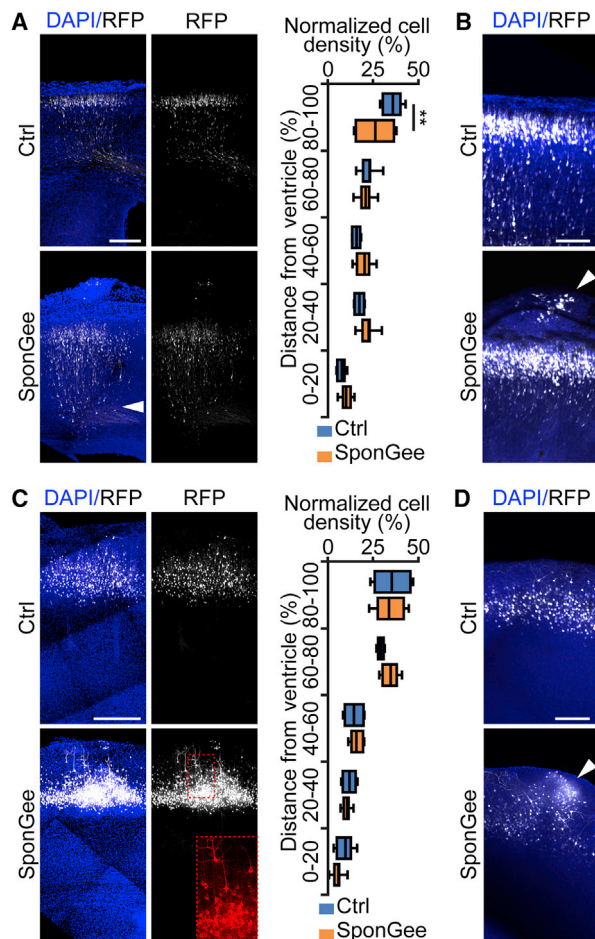 A
DAPI/RFP
RFP
Normalized cell
density (%)
0
25
50
B
DAPI/RFP
Ctrl
SponGee
Distance from ventricle (%)
80-100
60-80
40-60
20-40
0-20
**
Ctrl
SponGee
Ctrl
SponGee
C
DAPI/RFP
RFP
Normalized cell
density (%)
0
25
50
D
DAPI/RFP
Ctrl
SponGee
Distance from ventricle (%)
80-100
60-80
40-60
20-40
0-20
Ctrl
SponGee
Ctrl
SponGee